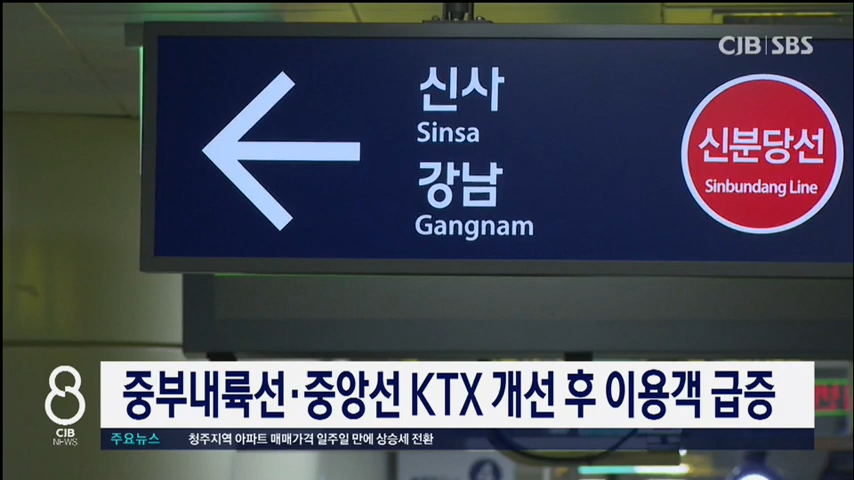 CJB|SBS
신사
Sinsa
강남
Gangnam
신분당선
Sinbundang Line
중부내륙선·중앙선 KTX 개선 후 이용객 급증
8
CJB
NEWS
주요뉴스 청주지역 아파트 매매가격 일주일 만에 상승세 전환
4